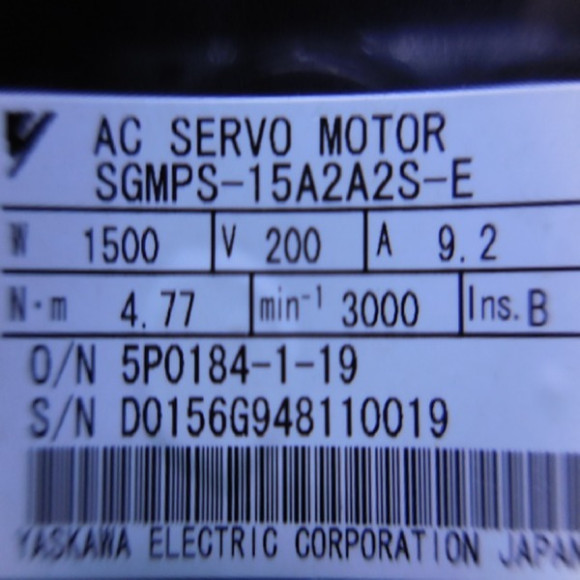 AC SERVO MOTOR
SGMPS-15A2A2S-E
W 1500 V 200 A 9.2
N·m 4.77 min⁻¹ 3000 Ins. B
O/N 5P0184-1-19
S/N D0156G948110019
YASKAWA ELECTRIC CORPORATION JAPAN